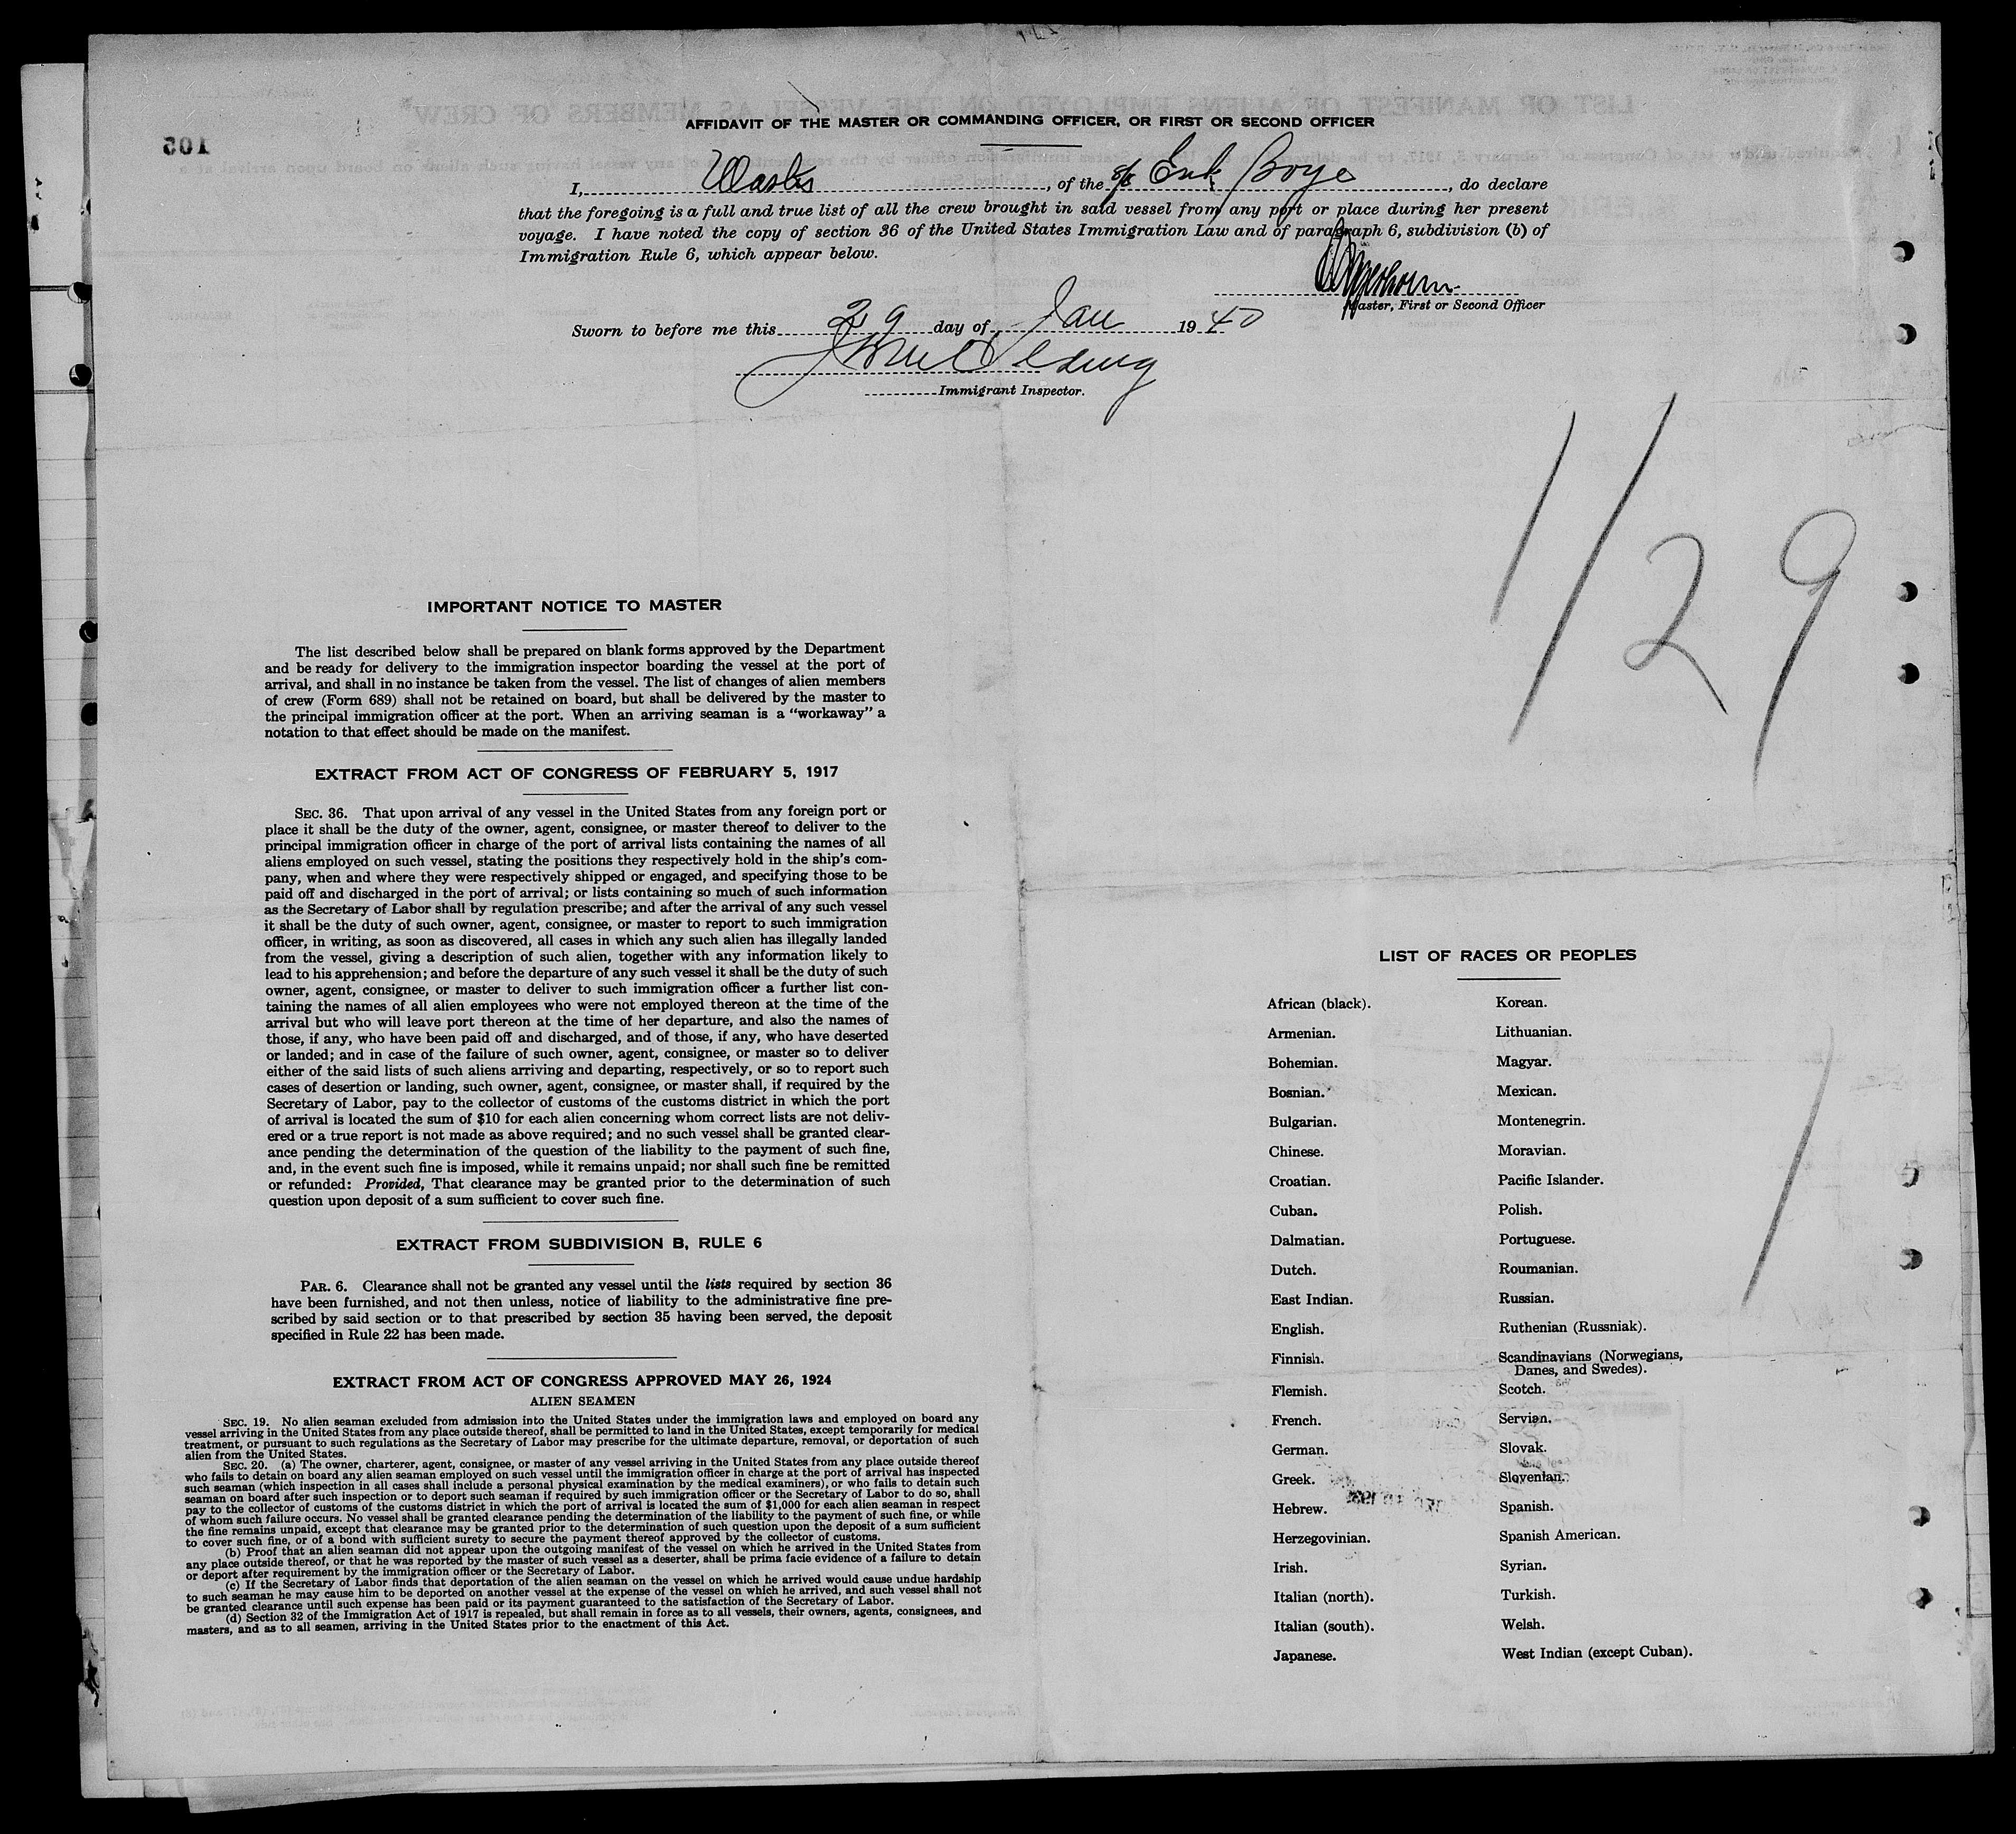 AFFIDAVIT OF THE MASTER OR COMMANDING OFFICER, OR FIRST OR SECOND OFFICER
I, Master, of the S/S Erik Boye, do declare
that the foregoing is a full and true list of all the crew brought in said vessel from any port or place during her present
voyage. I have noted the copy of section 36 of the United States Immigration Law and of paragraph 6, subdivision (b) of
Immigration Rule 6, which appear below.
Master, First or Second Officer
Sworn to before me this 29 day of Jan 1940
Immigrant Inspector.
1/29
IMPORTANT NOTICE TO MASTER
The list described below shall be prepared on blank forms approved by the Department
and be ready for delivery to the immigration inspector boarding the vessel at the port of
arrival, and shall in no instance be taken from the vessel. The list of changes of alien members
of crew (Form 689) shall not be retained on board, but shall be delivered by the master to
the principal immigration officer at the port. When an arriving seaman is a "workaway" a
notation to that effect should be made on the manifest.
EXTRACT FROM ACT OF CONGRESS OF FEBRUARY 5, 1917
SEC. 36. That upon arrival of any vessel in the United States from any foreign port or
place it shall be the duty of the owner, agent, consignee, or master thereof to deliver to the
principal immigration officer in charge of the port of arrival lists containing the names of all
aliens employed on such vessel, stating the positions they respectively hold in the ship's com-
pany, when and where they were respectively shipped or engaged, and specifying those to be
paid off and discharged in the port of arrival; or lists containing so much of such information
as the Secretary of Labor shall by regulation prescribe; and after the arrival of any such vessel
it shall be the duty of such owner, agent, consignee, or master to report to such immigration
officer, in writing, as soon as discovered, all cases in which any such alien has illegally landed
from the vessel, giving a description of such alien, together with any information likely to
lead to his apprehension; and before the departure of any such vessel it shall be the duty of such
owner, agent, consignee, or master to deliver to such immigration officer a further list con-
taining the names of all alien employees who were not employed thereon at the time of the
arrival but who will leave port thereon at the time of her departure, and also the names of
those, if any, who have been paid off and discharged, and of those, if any, who have deserted
or landed; and in case of the failure of such owner, agent, consignee, or master so to deliver
either of the said lists of such aliens arriving and departing, respectively, or so to report such
cases of desertion or landing, such owner, agent, consignee, or master shall, if required by the
Secretary of Labor, pay to the collector of customs of the customs district in which the port
of arrival is located the sum of $10 for each alien concerning whom correct lists are not deliv-
ered or a true report is not made as above required; and no such vessel shall be granted clear-
ance pending the determination of the question of the liability to the payment of such fine,
and, in the event such fine is imposed, while it remains unpaid; nor shall such fine be remitted
or refunded: Provided, That clearance may be granted prior to the determination of such
question upon deposit of a sum sufficient to cover such fine.
EXTRACT FROM SUBDIVISION B, RULE 6
PAR. 6. Clearance shall not be granted any vessel until the lists required by section 36
have been furnished, and not then unless, notice of liability to the administrative fine pre-
scribed by said section or to that prescribed by section 35 having been served, the deposit
specified in Rule 22 has been made.
EXTRACT FROM ACT OF CONGRESS APPROVED MAY 26, 1924
ALIEN SEAMEN
SEC. 19. No alien seaman excluded from admission into the United States under the immigration laws and employed on board any
vessel arriving in the United States from any place outside thereof, shall be permitted to land in the United States, except temporarily for medical
treatment, or pursuant to such regulations as the Secretary of Labor may prescribe for the ultimate departure, removal, or deportation of such
alien from the United States.
SEC. 20. (a) The owner, charterer, agent, consignee, or master of any vessel arriving in the United States from any place outside thereof
who fails to detain on board any alien seaman employed on such vessel until the immigration officer in charge at the port of arrival has inspected
such seaman (which inspection in all cases shall include a personal physical examination by the medical examiners), or who fails to detain such
seaman on board after such inspection or to deport such seaman if required by such immigration officer or the Secretary of Labor to do so, shall
pay to the collector of customs of the customs district in which the port of arrival is located the sum of $1,000 for each alien seaman in respect
of whom such failure occurs. No vessel shall be granted clearance pending the determination of the liability to the payment of such fine, or while
the fine remains unpaid, except that clearance may be granted prior to the determination of such question upon the deposit of a sum sufficient
to cover such fine, or of a bond with sufficient surety to secure the payment thereof approved by the collector of customs.
(b) Proof that an alien seaman did not appear upon the outgoing manifest of the vessel on which he arrived in the United States from
any place outside thereof, or that he was reported by the master of such vessel as a deserter, shall be prima facie evidence of a failure to detain
or deport after requirement by the immigration officer or the Secretary of Labor.
(c) If the Secretary of Labor finds that deportation of the alien seaman on the vessel on which he arrived would cause undue hardship
to such seaman he may cause him to be deported on another vessel at the expense of the vessel on which he arrived, and such vessel shall not
be granted clearance until such expense has been paid or its payment guaranteed to the satisfaction of the Secretary of Labor.
(d) Section 32 of the Immigration Act of 1917 is repealed, but shall remain in force as to all vessels, their owners, agents, consignees, and
masters, and as to all seamen, arriving in the United States prior to the enactment of this Act.
LIST OF RACES OR PEOPLES
African (black).
Armenian.
Bohemian.
Bosnian.
Bulgarian.
Chinese.
Croatian.
Cuban.
Dalmatian.
Dutch.
East Indian.
English.
Finnish.
Flemish.
French.
German.
Greek.
Hebrew.
Herzegovinian.
Irish.
Italian (north).
Italian (south).
Japanese.
Korean.
Lithuanian.
Magyar.
Mexican.
Montenegrin.
Moravian.
Pacific Islander.
Polish.
Portuguese.
Roumanian.
Russian.
Ruthenian (Russniak).
Scandinavians (Norwegians,
Danes, and Swedes).
Scotch.
Servian.
Slovak.
Slovenian.
Spanish.
Spanish American.
Syrian.
Turkish.
Welsh.
West Indian (except Cuban).